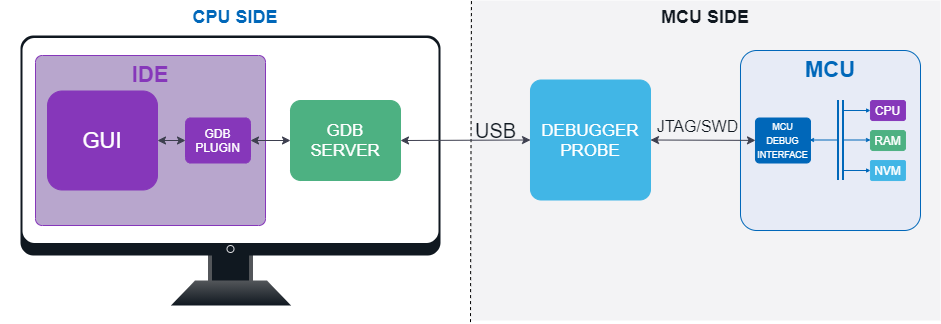 CPU SIDE
MCU SIDE
IDE
GUI
GDB
PLUGIN
GDB
SERVER
USB
DEBUGGER
PROBE
JTAG/SWD
MCU
MCU
DEBUG
INTERFACE
CPU
RAM
NVM